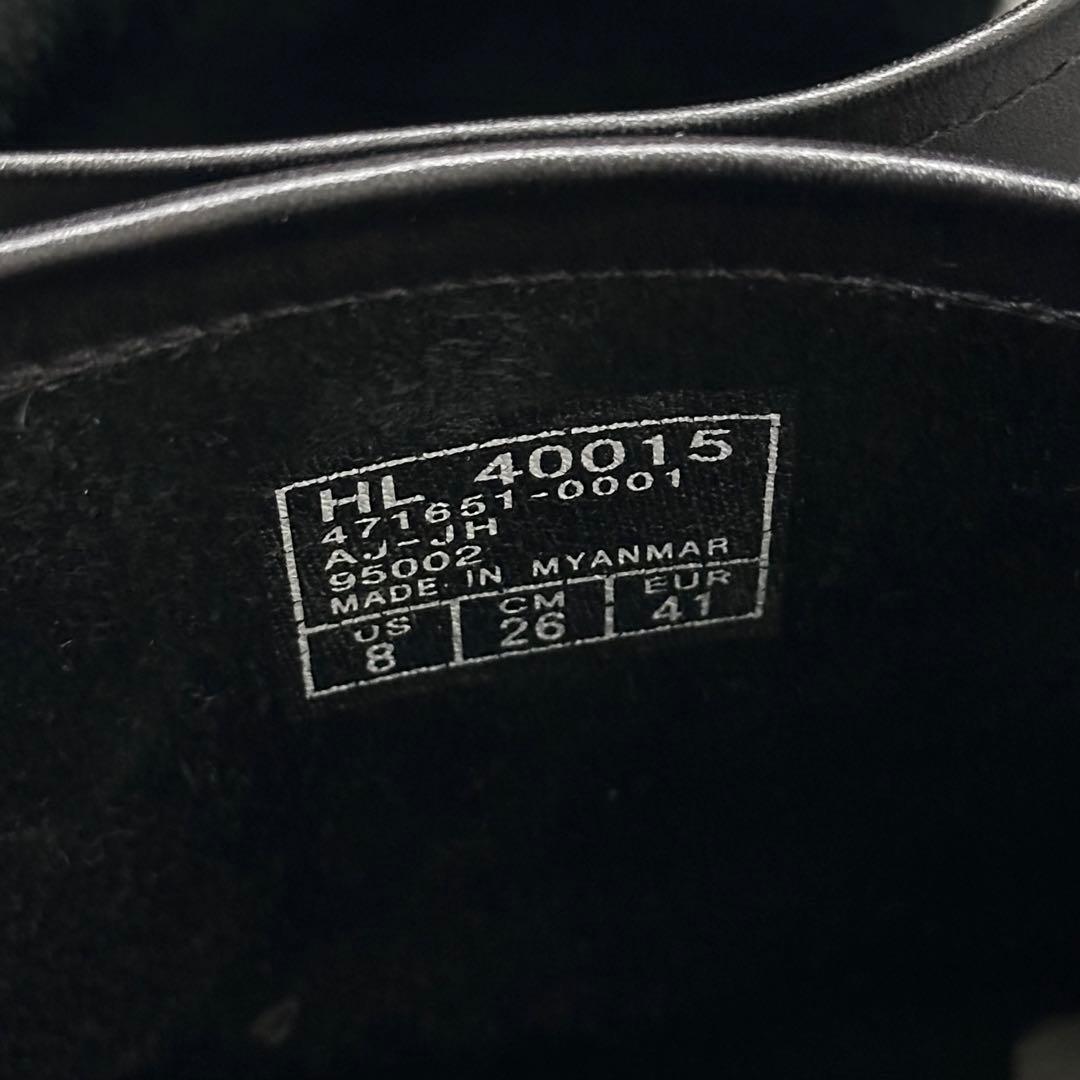 HL 40015
471651-0001
AJ-JH
95002
MADE IN MYANMAR
US CM EUR
8 26 41